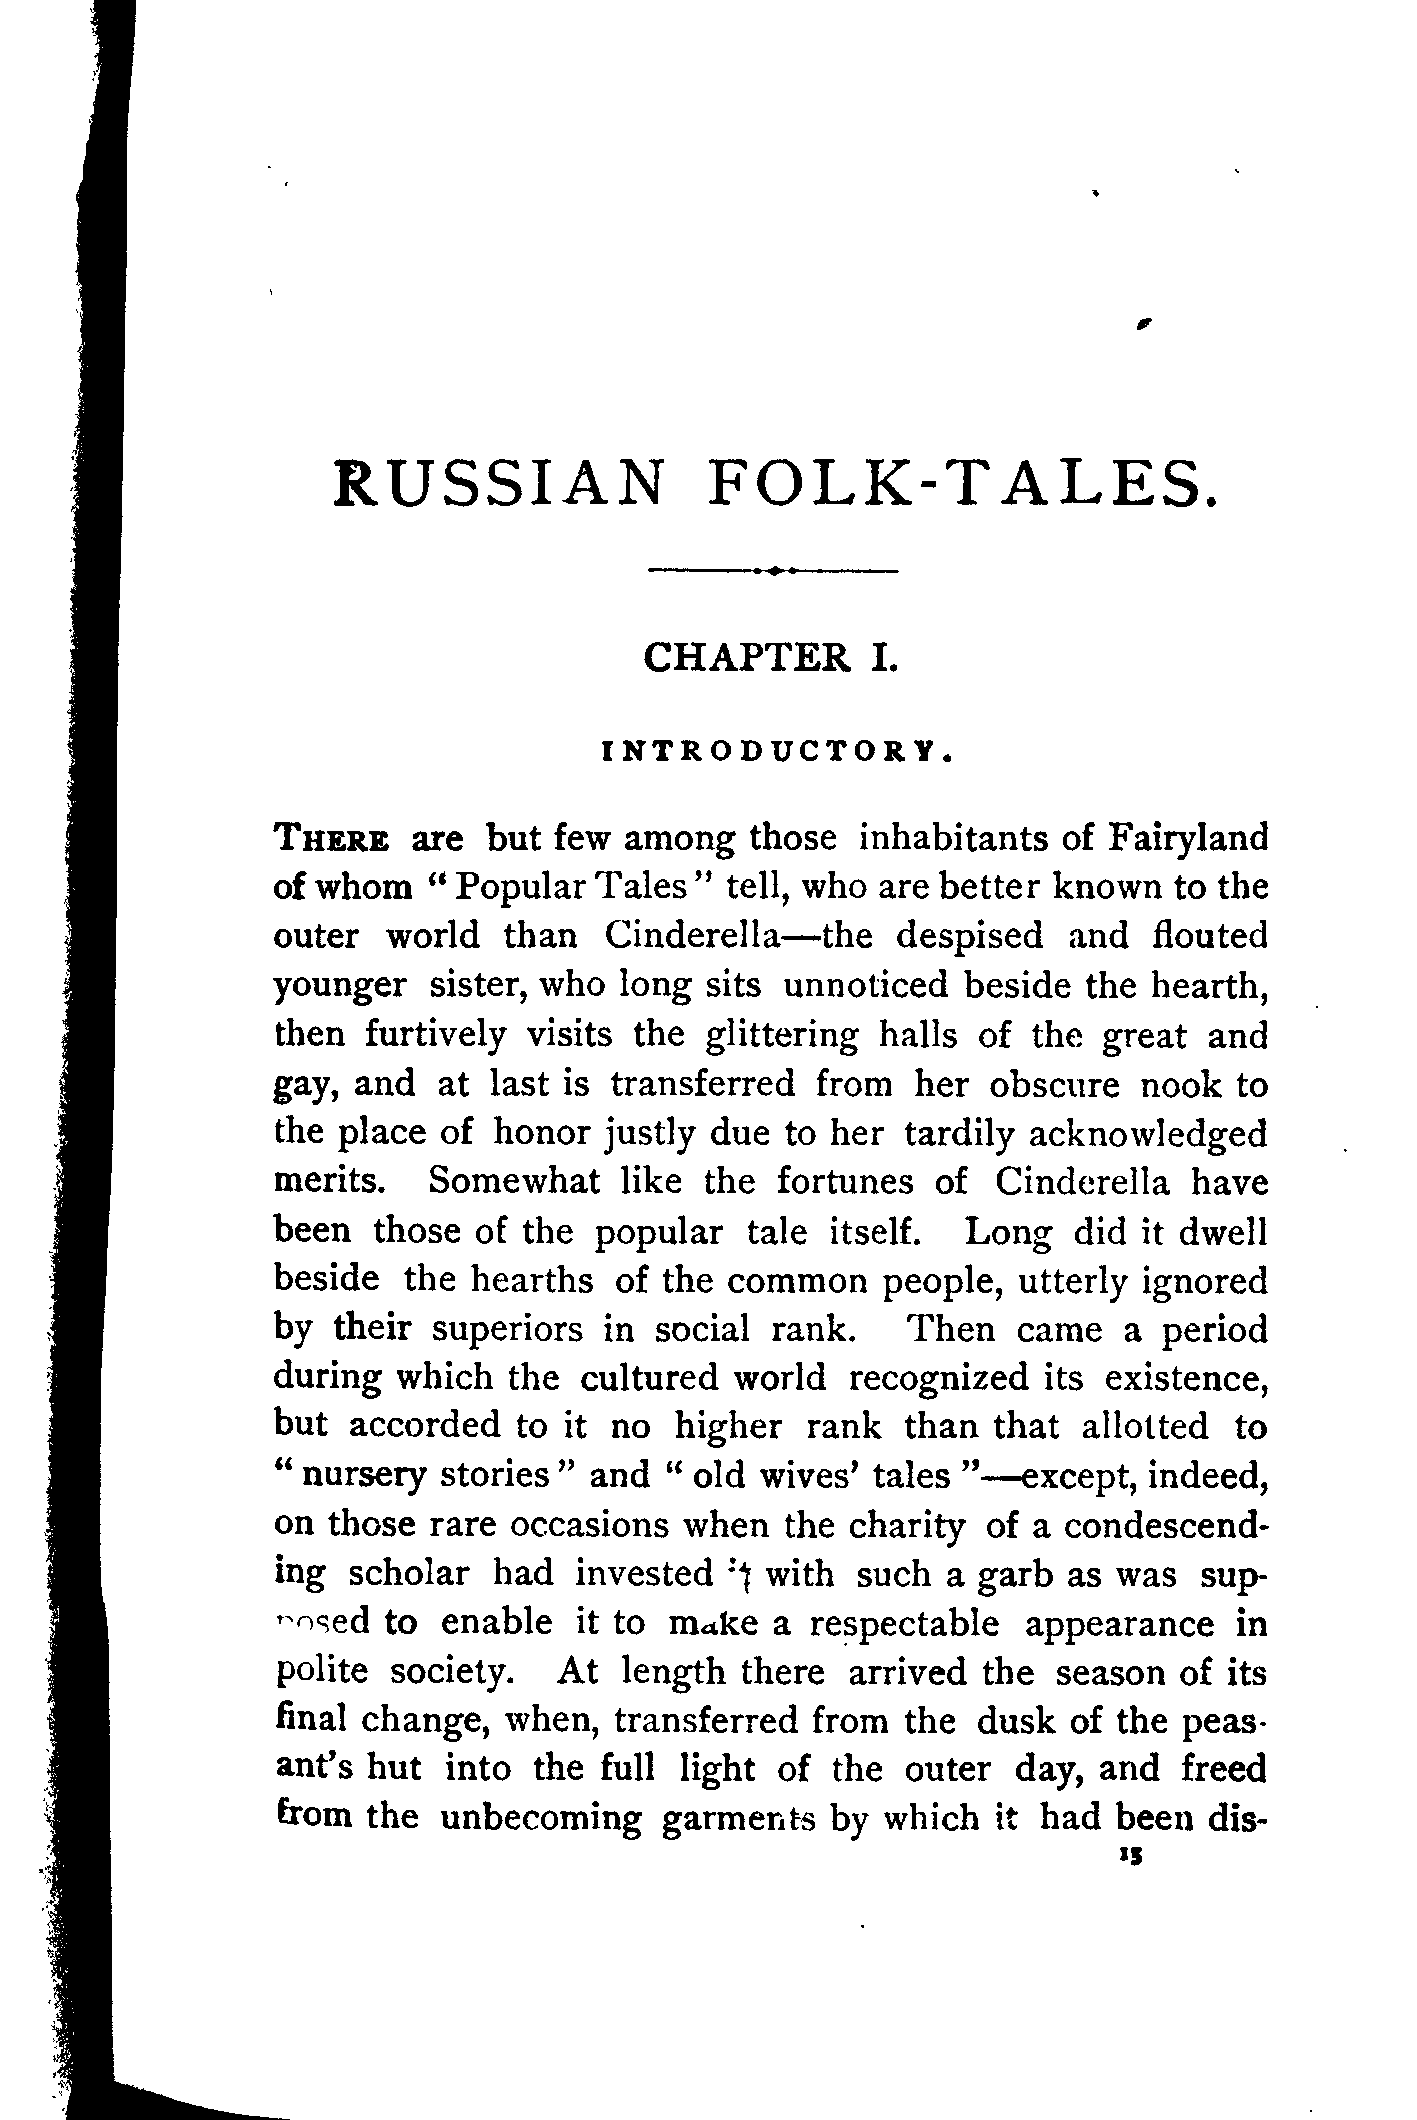 RUSSIAN FOLK-TALES.
CHAPTER I.
INTRODUCTORY.
THERE are but few among those inhabitants of Fairyland
of whom “ Popular Tales ” tell, who are better known to the
outer world than Cinderella—the despised and flouted
younger sister, who long sits unnoticed beside the hearth,
then furtively visits the glittering halls of the great and
gay, and at last is transferred from her obscure nook to
the place of honor justly due to her tardily acknowledged
merits. Somewhat like the fortunes of Cinderella have
been those of the popular tale itself. Long did it dwell
beside the hearths of the common people, utterly ignored
by their superiors in social rank. Then came a period
during which the cultured world recognized its existence,
but accorded to it no higher rank than that allotted to
“ nursery stories ” and “ old wives’ tales ”—except, indeed,
on those rare occasions when the charity of a condescend-
ing scholar had invested it with such a garb as was sup-
posed to enable it to make a respectable appearance in
polite society. At length there arrived the season of its
final change, when, transferred from the dusk of the peas-
ant’s hut into the full light of the outer day, and freed
from the unbecoming garments by which it had been dis-
15